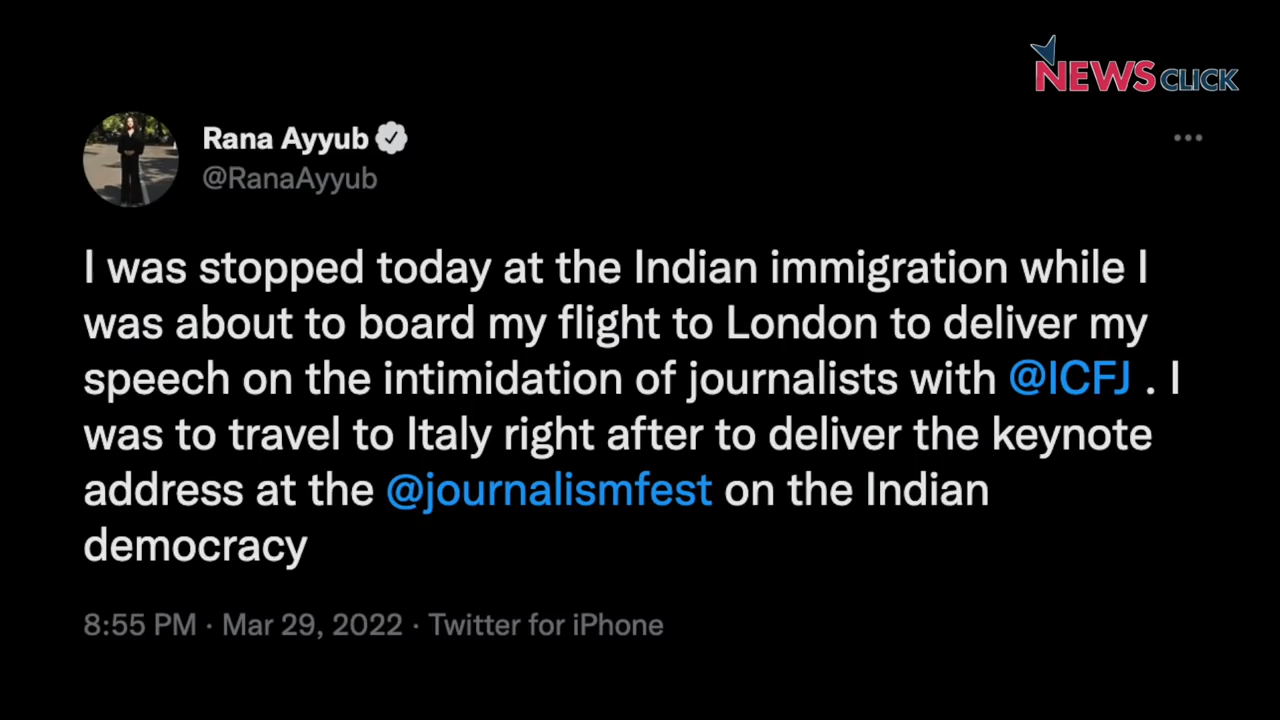 NEWSCLICK
Rana Ayyub
@RanaAyyub
I was stopped today at the Indian immigration while I
was about to board my flight to London to deliver my
speech on the intimidation of journalists with @ICFJ . I
was to travel to Italy right after to deliver the keynote
address at the @journalismfest on the Indian
democracy
8:55 PM · Mar 29, 2022 · Twitter for iPhone